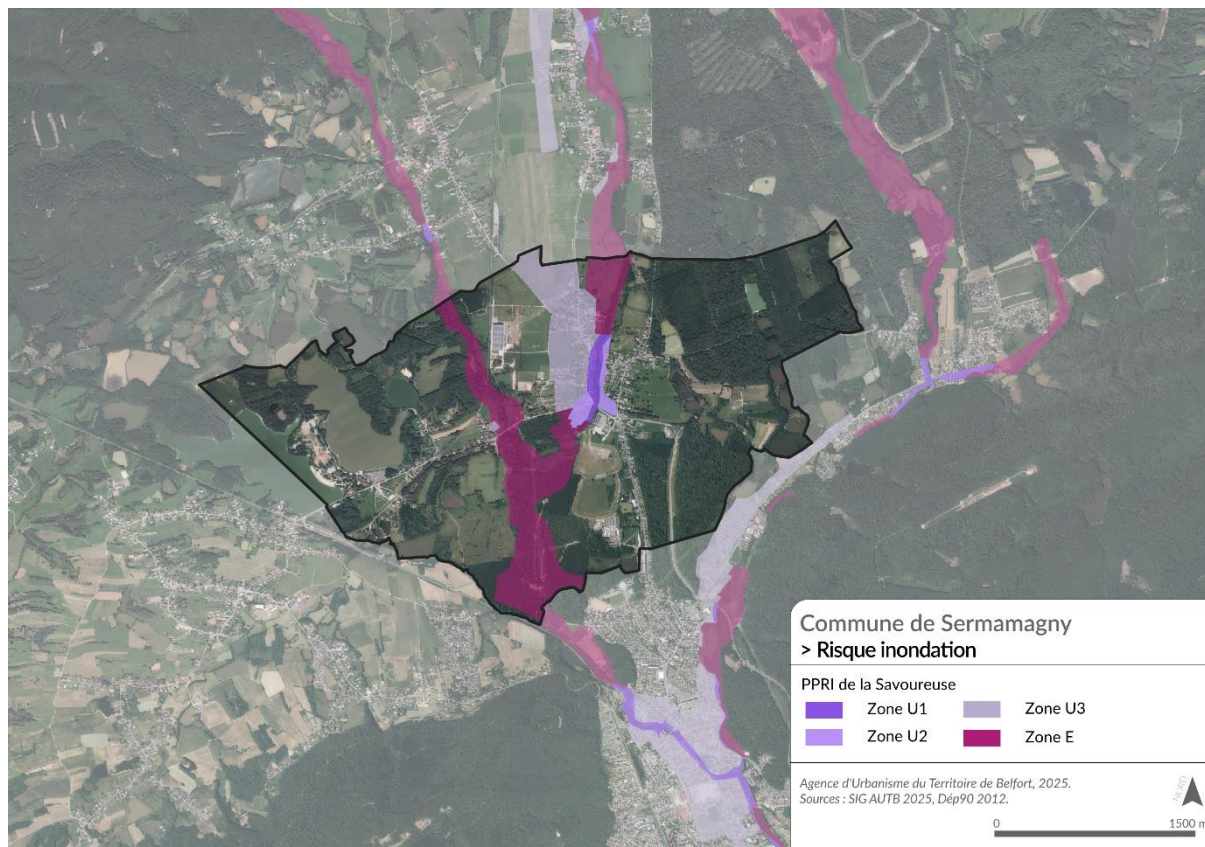 Commune de Sermamagny
> Risque inondation
PPRI de la Savoureuse
Zone U1
Zone U3
Zone U2
Zone E
Agence d'Urbanisme du Territoire de Belfort, 2025.
Sources : SIG AUTB 2025, Dép90 2012.
NORD
0 1500 m